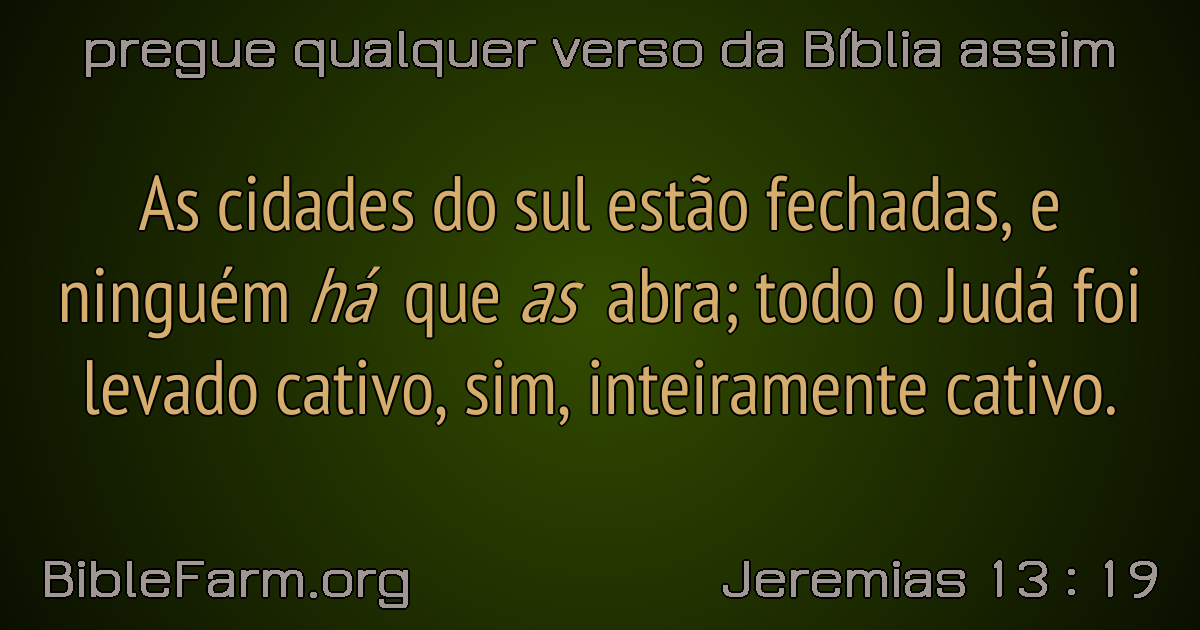 pregue qualquer verso da Bíblia assim
As cidades do sul estão fechadas, e
ninguém há que as abra; todo o Judá foi
levado cativo, sim, inteiramente cativo.
BibleFarm.org
Jeremias 13 : 19